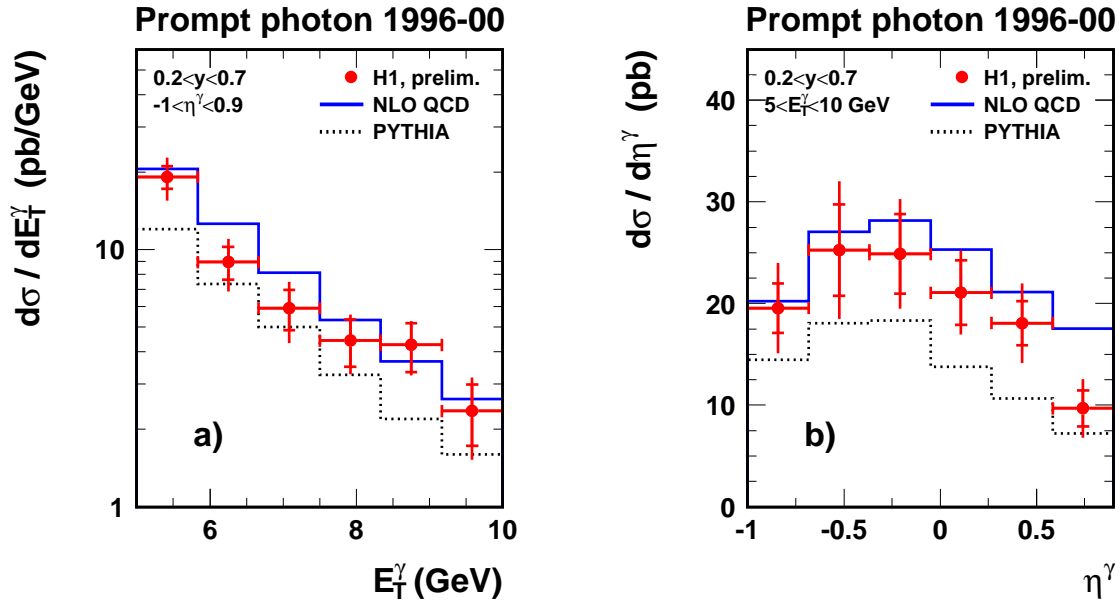 Prompt photon 1996-00
dσ / dE_T^γ (pb/GeV)
0.2<y<0.7
-1<η^γ<0.9
H1, prelim.
NLO QCD
PYTHIA
10
1
a)
6
8
10
E_T^γ (GeV)
Prompt photon 1996-00
dσ / dη^γ (pb)
0.2<y<0.7
5<E_T^γ<10 GeV
H1, prelim.
NLO QCD
PYTHIA
40
30
20
10
0
b)
-1
-0.5
0
0.5
η^γ